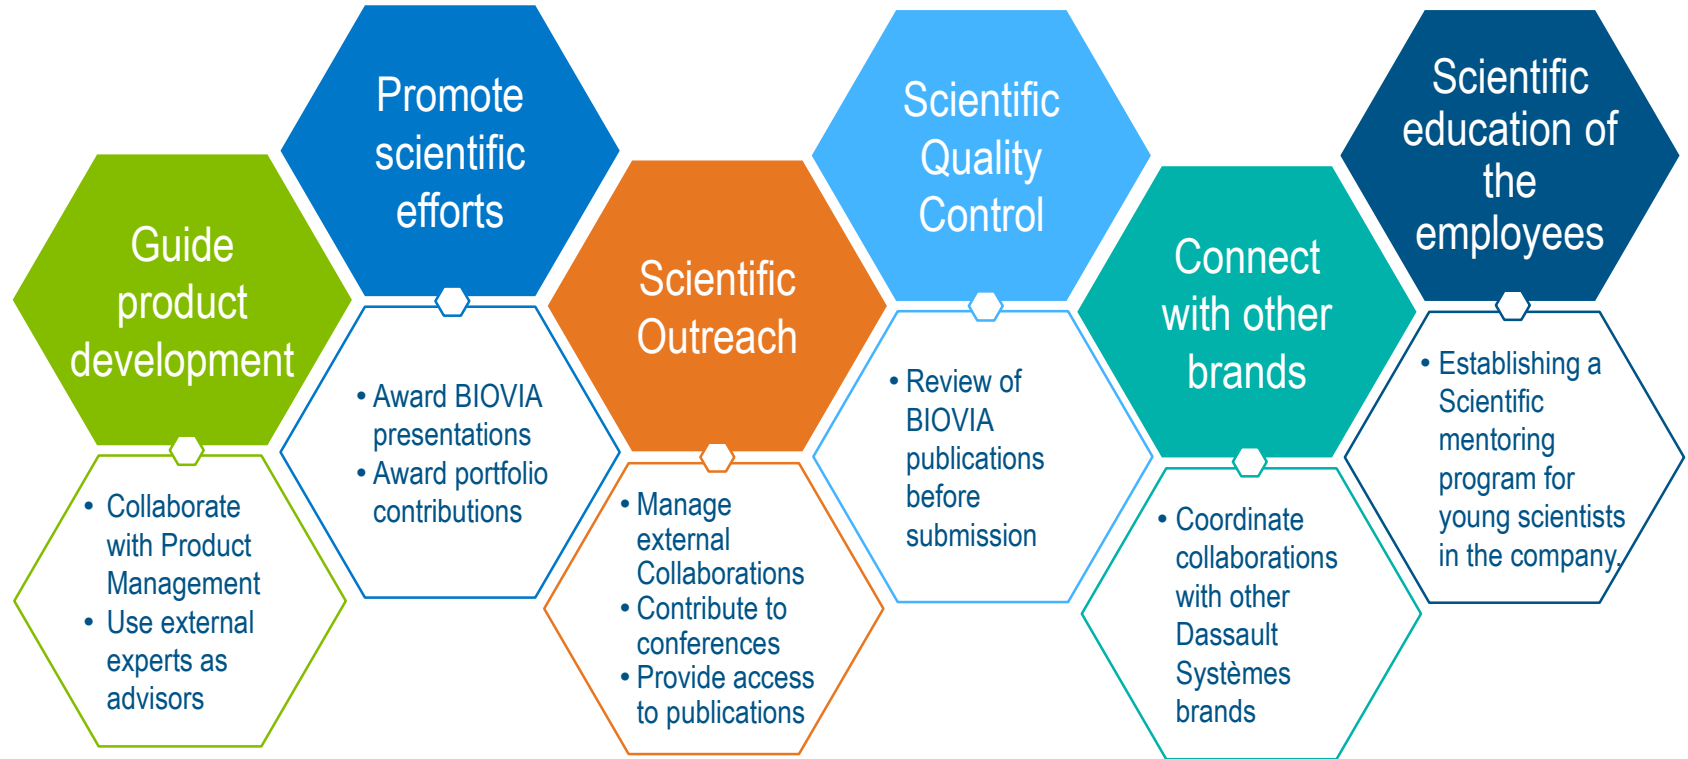 Guide
product
development
• Collaborate
with Product
Management
• Use external
experts as
advisors
Promote
scientific
efforts
• Award BIOVIA
presentations
• Award portfolio
contributions
Scientific
Outreach
• Manage
external
Collaborations
• Contribute to
conferences
• Provide access
to publications
Scientific
Quality
Control
• Review of
BIOVIA
publications
before
submission
Connect
with other
brands
• Coordinate
collaborations
with other
Dassault
Systèmes
brands
Scientific
education of
the
employees
• Establishing a
Scientific
mentoring
program for
young scientists
in the company.